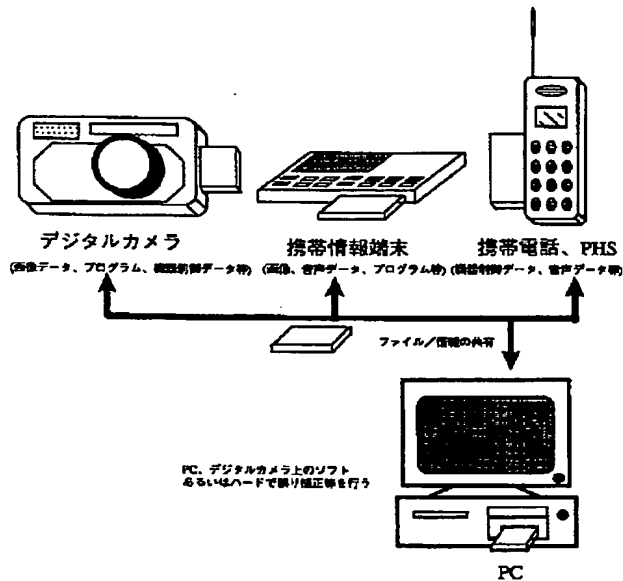 デジタルカメラ
(画像データ、プログラム、機器制御データ等)
携帯情報端末
(画像、音声データ、プログラム等)
携帯電話、PHS
(機器制御データ、音声データ等)
ファイル／情報の共有
PC、デジタルカメラ上のソフト
あるいはハードで誤り訂正等を行う
PC